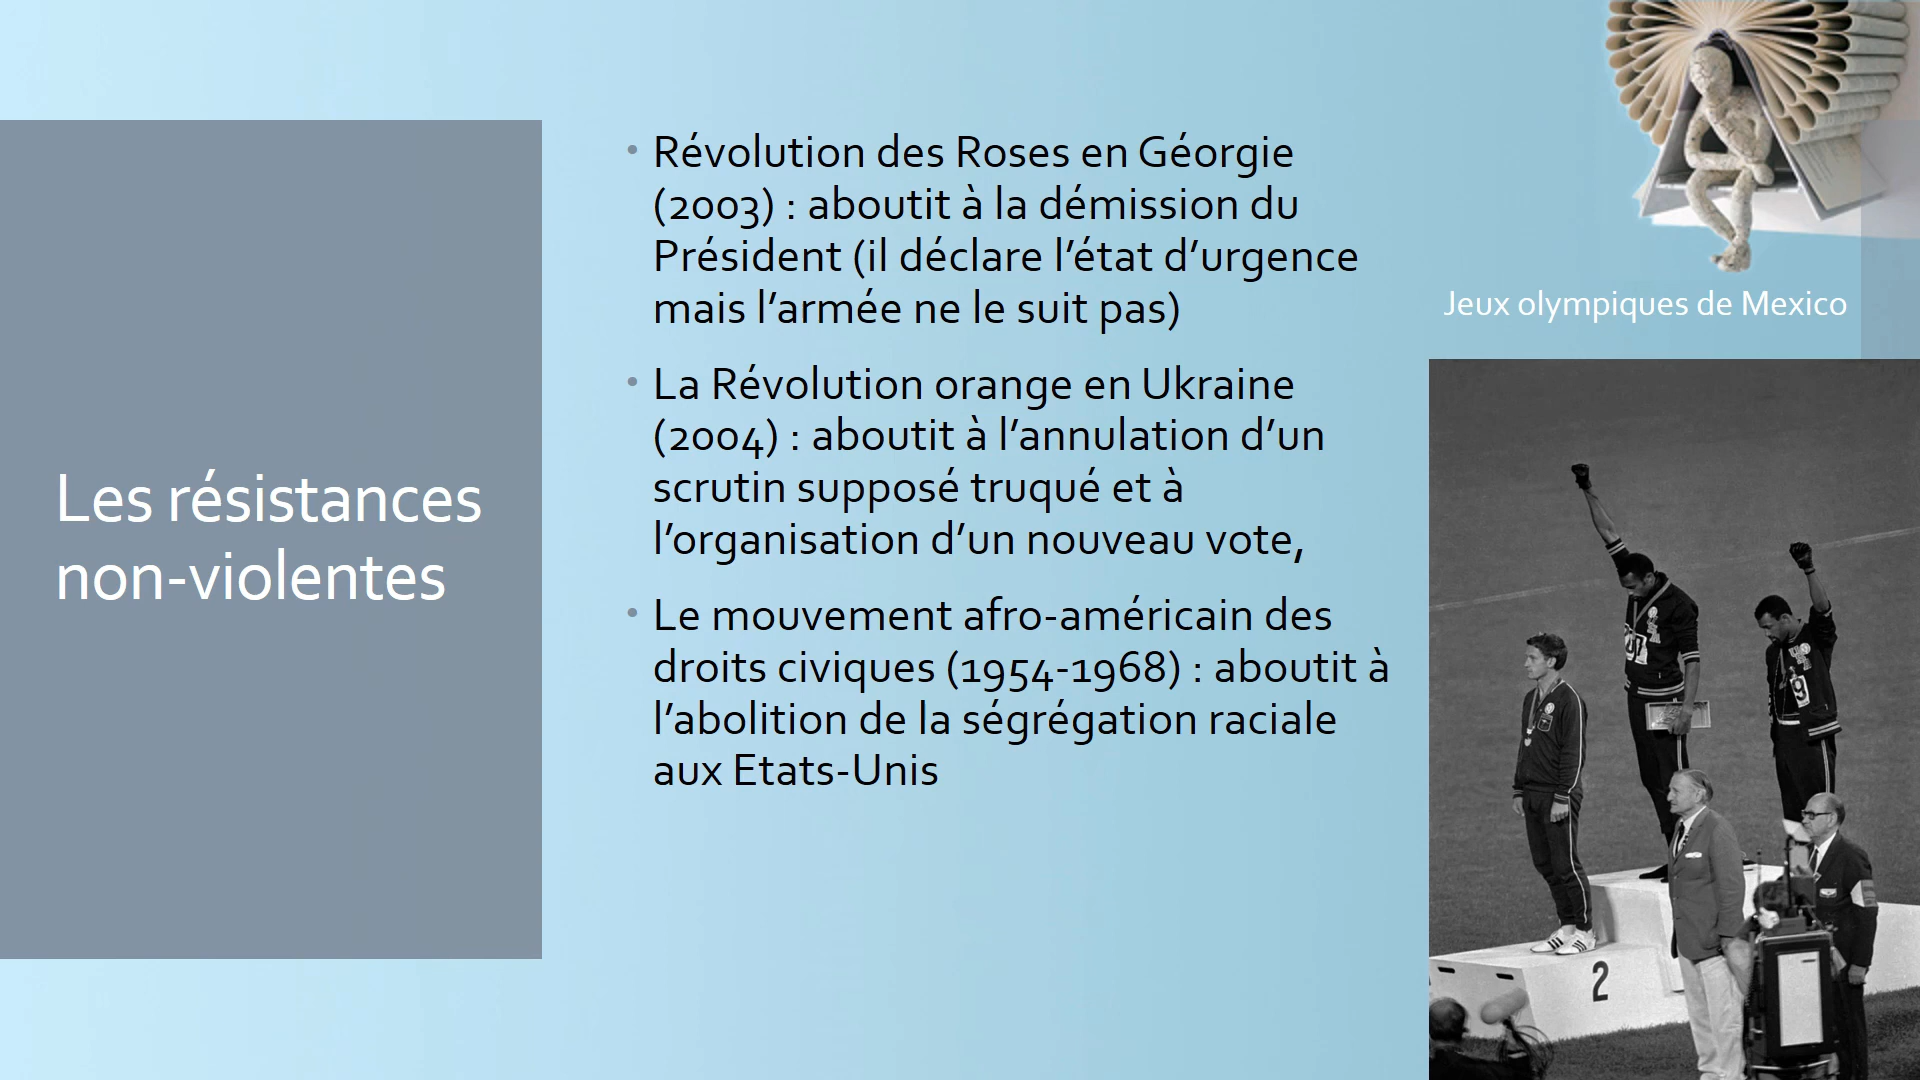 Les résistances
non-violentes
• Révolution des Roses en Géorgie
(2003) : aboutit à la démission du
Président (il déclare l’état d’urgence
mais l’armée ne le suit pas)
• La Révolution orange en Ukraine
(2004) : aboutit à l’annulation d’un
scrutin supposé truqué et à
l’organisation d’un nouveau vote,
• Le mouvement afro-américain des
droits civiques (1954-1968) : aboutit à
l’abolition de la ségrégation raciale
aux Etats-Unis
Jeux olympiques de Mexico
2